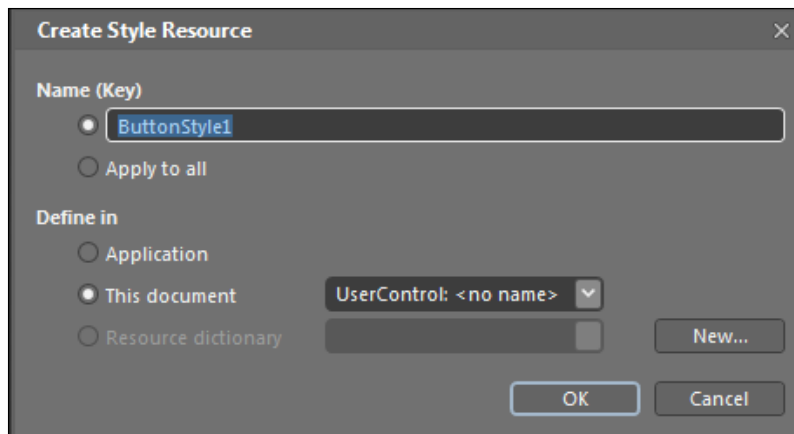 Create Style Resource
Name (Key)
ButtonStyle1
Apply to all
Define in
Application
This document
UserControl: <no name>
Resource dictionary
New...
OK
Cancel